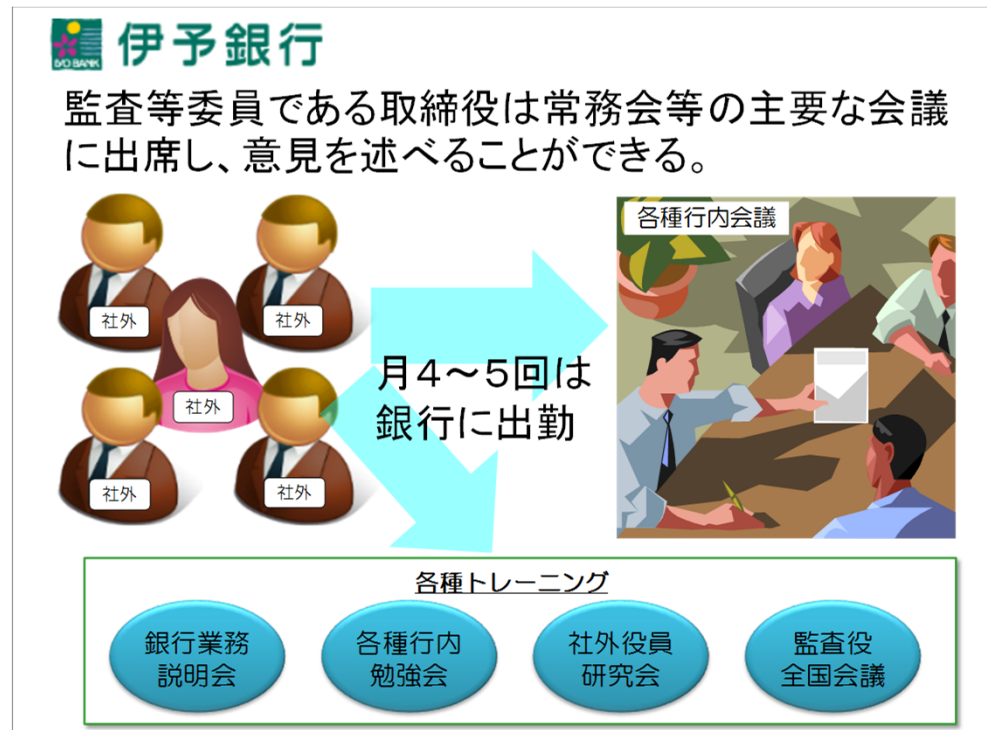 IYO BANK
伊予銀行
監査等委員である取締役は常務会等の主要な会議
に出席し、意見を述べることができる。
社外
社外
社外
社外
社外
月4～5回は
銀行に出勤
各種行内会議
各種トレーニング
銀行業務
説明会
各種行内
勉強会
社外役員
研究会
監査役
全国会議